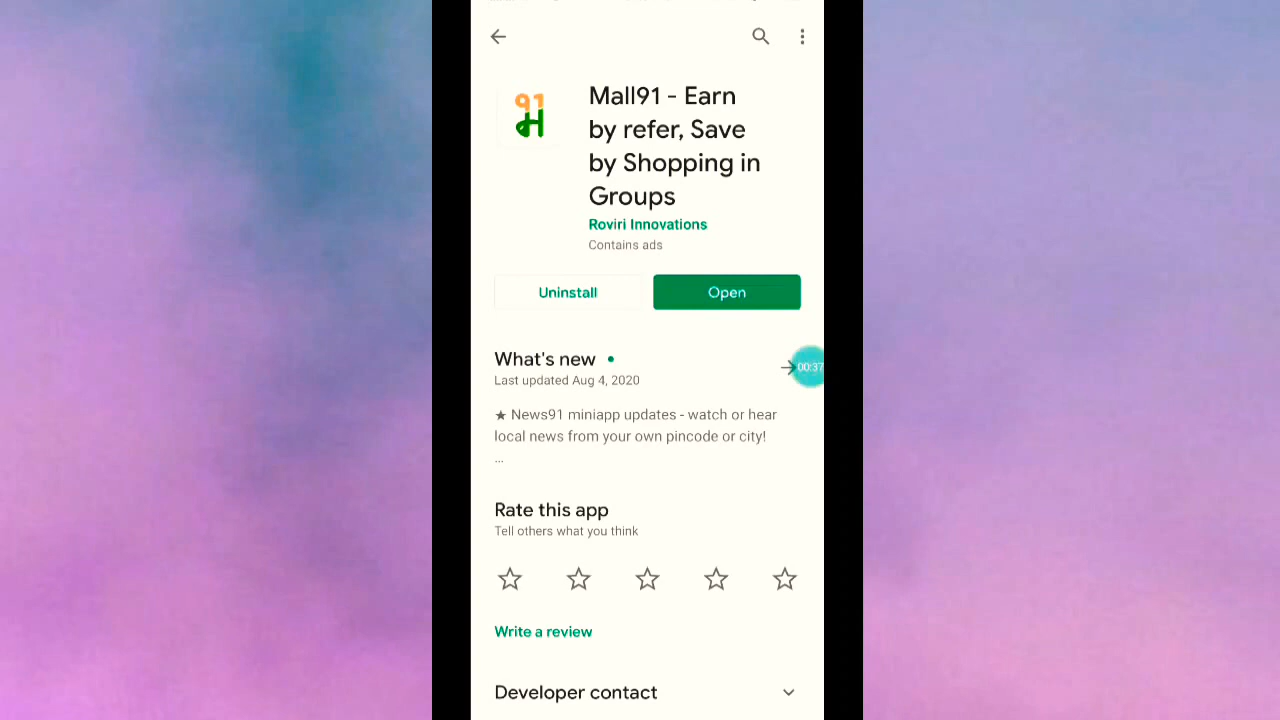 91
Mall91 - Earn
by refer, Save
by Shopping in
Groups
Roviri Innovations
Contains ads
Uninstall
Open
What's new
Last updated Aug 4, 2020
00:37
★ News91 miniapp updates - watch or hear
local news from your own pincode or city!
...
Rate this app
Tell others what you think
Write a review
Developer contact